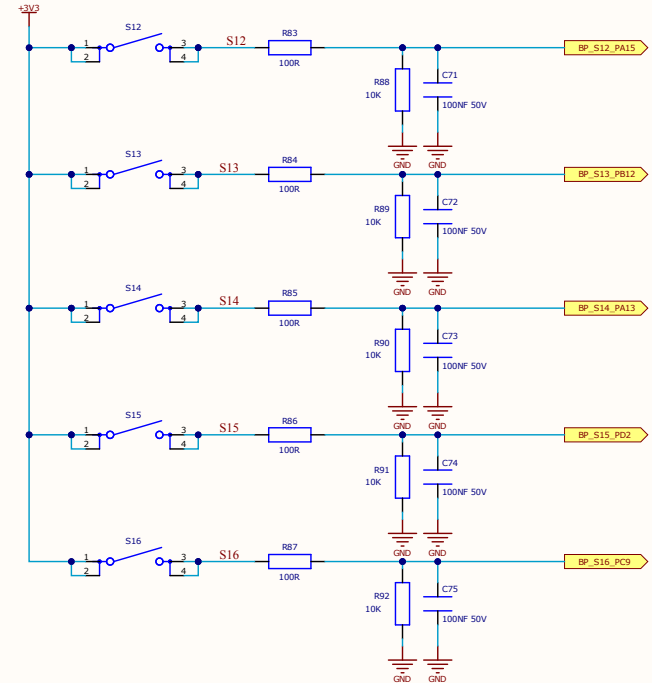 +3V3
S12
1
2
3
4
S12
R83
100R
R88
10K
C71
100NF 50V
GND
GND
BP_S12_PA15
S13
1
2
3
4
S13
R84
100R
R89
10K
C72
100NF 50V
GND
GND
BP_S13_PB12
S14
1
2
3
4
S14
R85
100R
R90
10K
C73
100NF 50V
GND
GND
BP_S14_PA13
S15
1
2
3
4
S15
R86
100R
R91
10K
C74
100NF 50V
GND
GND
BP_S15_PD2
S16
1
2
3
4
S16
R87
100R
R92
10K
C75
100NF 50V
GND
GND
BP_S16_PC9